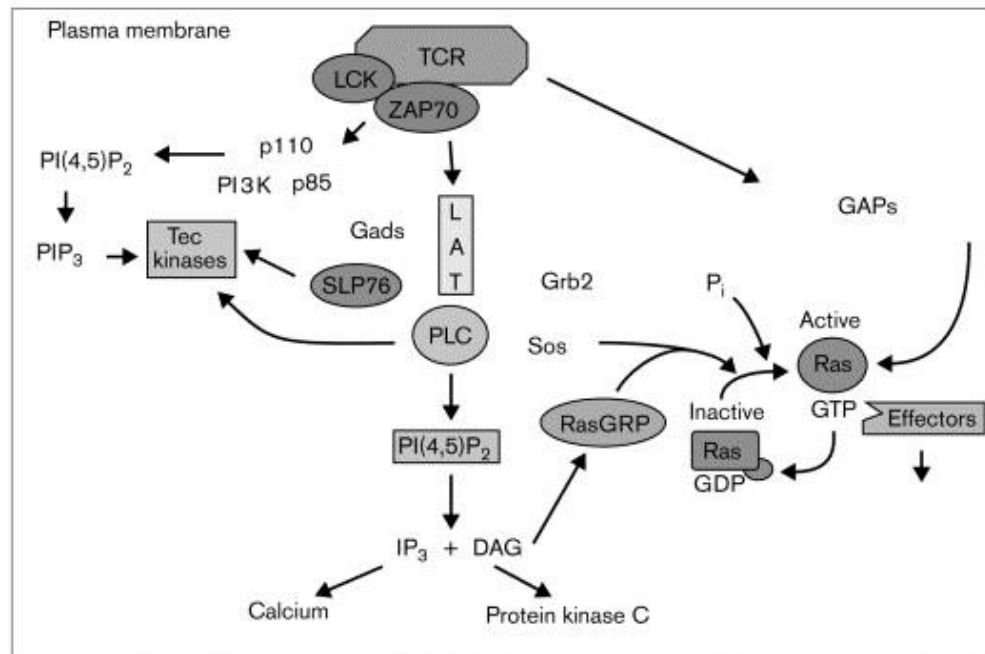 Plasma membrane
TCR
LCK
ZAP70
p110
PI3K p85
PI(4,5)P2
PIP3
Tec
kinases
Gads
SLP76
L
A
T
PLC
PI(4,5)P2
IP3 + DAG
Calcium
Protein kinase C
Grb2
Sos
RasGRP
GAPs
Pi
Active
Ras
GTP
Effectors
Inactive
Ras
GDP